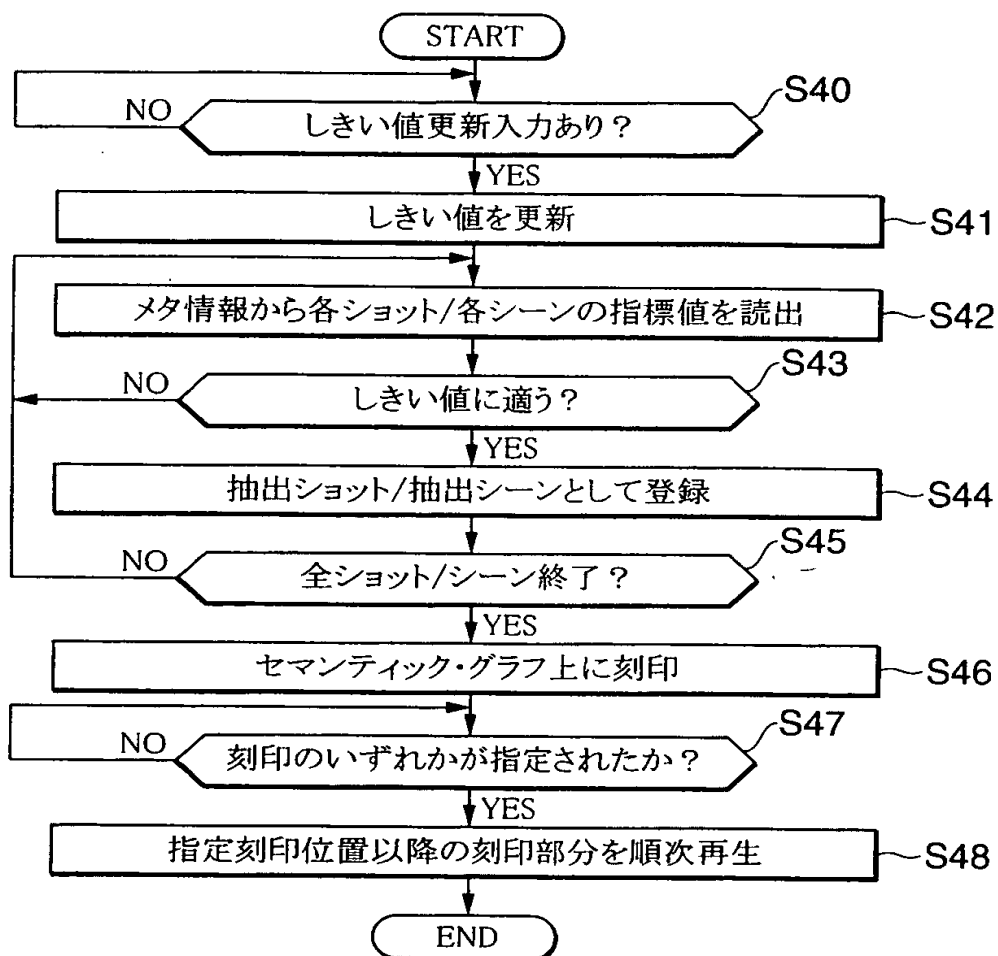 START
S40
NO
しきい値更新入力あり？
YES
しきい値を更新
S41
メタ情報から各ショット/各シーンの指標値を読出
S42
S43
NO
しきい値に適う？
YES
抽出ショット/抽出シーンとして登録
S44
S45
NO
全ショット/シーン終了？
YES
セマンティック・グラフ上に刻印
S46
S47
NO
刻印のいずれかが指定されたか？
YES
指定刻印位置以降の刻印部分を順次再生
S48
END